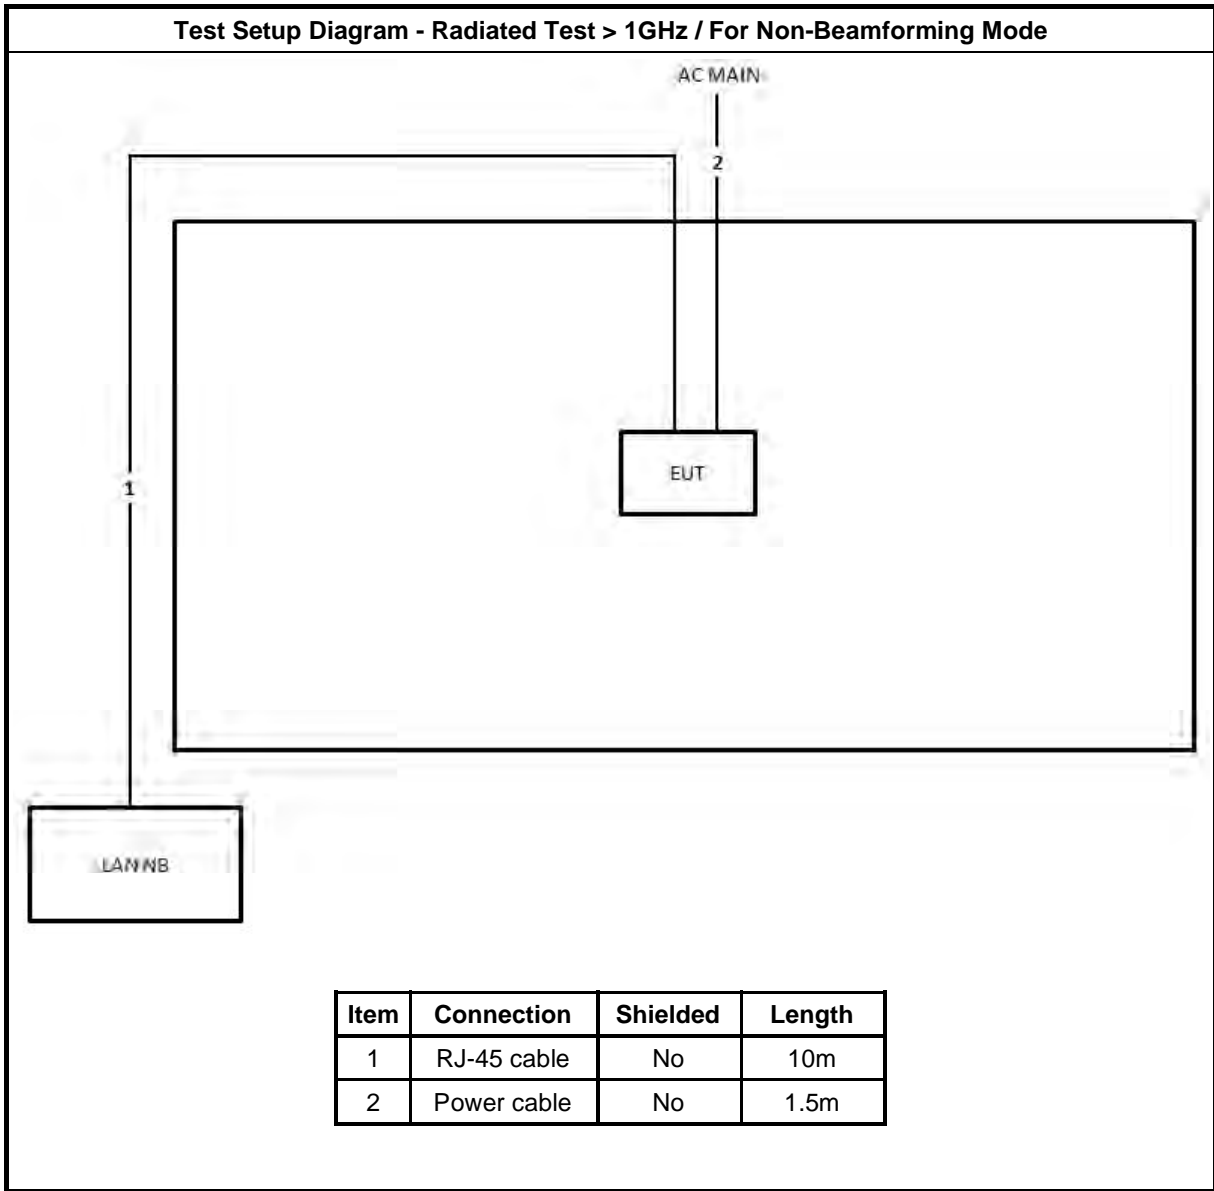 Test Setup Diagram - Radiated Test > 1GHz / For Non-Beamforming Mode
AC MAIN
2
EUT
1
LAN NB
Item Connection Shielded Length
1 RJ-45 cable No 10m
2 Power cable No 1.5m